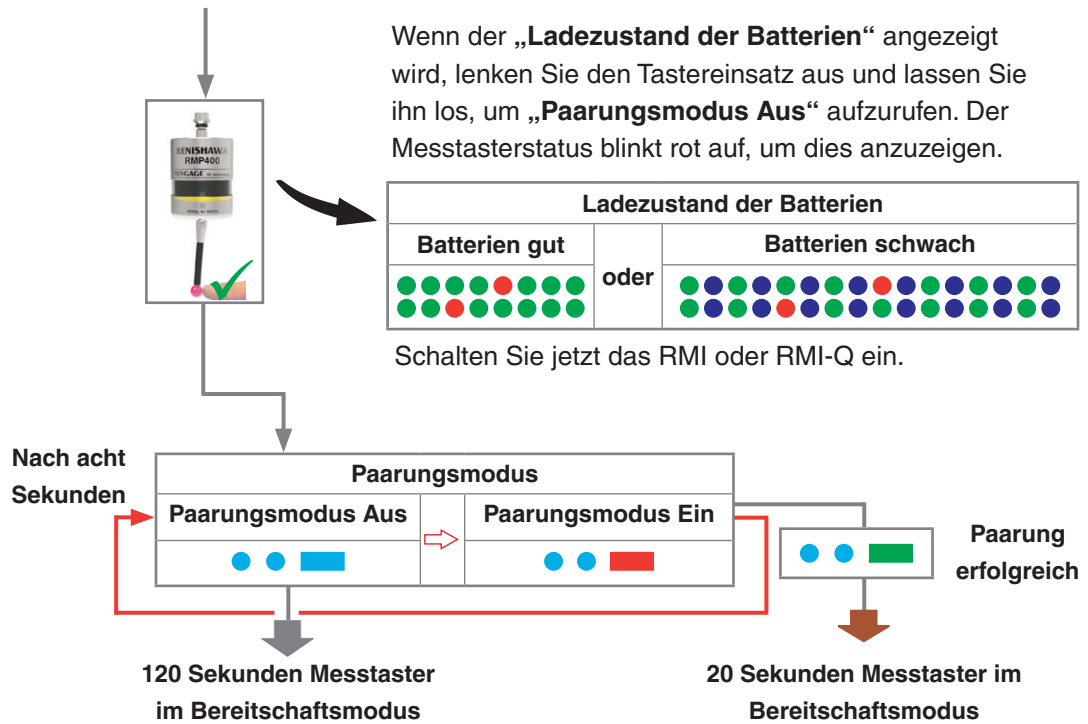 Wenn der „Ladezustand der Batterien“ angezeigt
wird, lenken Sie den Tastereinsatz aus und lassen Sie
ihn los, um „Paarungsmodus Aus“ aufzurufen. Der
Messtasterstatus blinkt rot auf, um dies anzuzeigen.
RENISHAW
RMP400
Ladezustand der Batterien
Batterien gut
oder
Batterien schwach
Schalten Sie jetzt das RMI oder RMI-Q ein.
Nach acht
Sekunden
Paarungsmodus
Paarungsmodus Aus
Paarungsmodus Ein
Paarung
erfolgreich
120 Sekunden Messtaster
im Bereitschaftsmodus
20 Sekunden Messtaster im
Bereitschaftsmodus